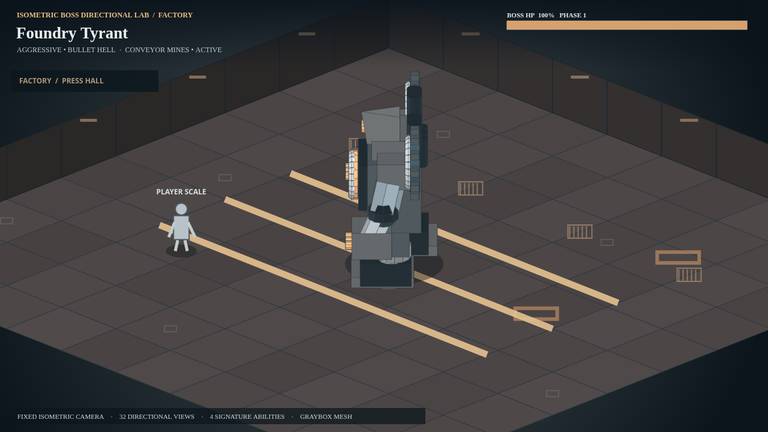 ISOMETRIC BOSS DIRECTIONAL LAB / FACTORY
Foundry Tyrant
AGGRESSIVE • BULLET HELL · CONVEYOR MINES • ACTIVE
BOSS HP 100% PHASE 1
FACTORY / PRESS HALL
PLAYER SCALE
FIXED ISOMETRIC CAMERA · 32 DIRECTIONAL VIEWS · 4 SIGNATURE ABILITIES · GRAYBOX MESH